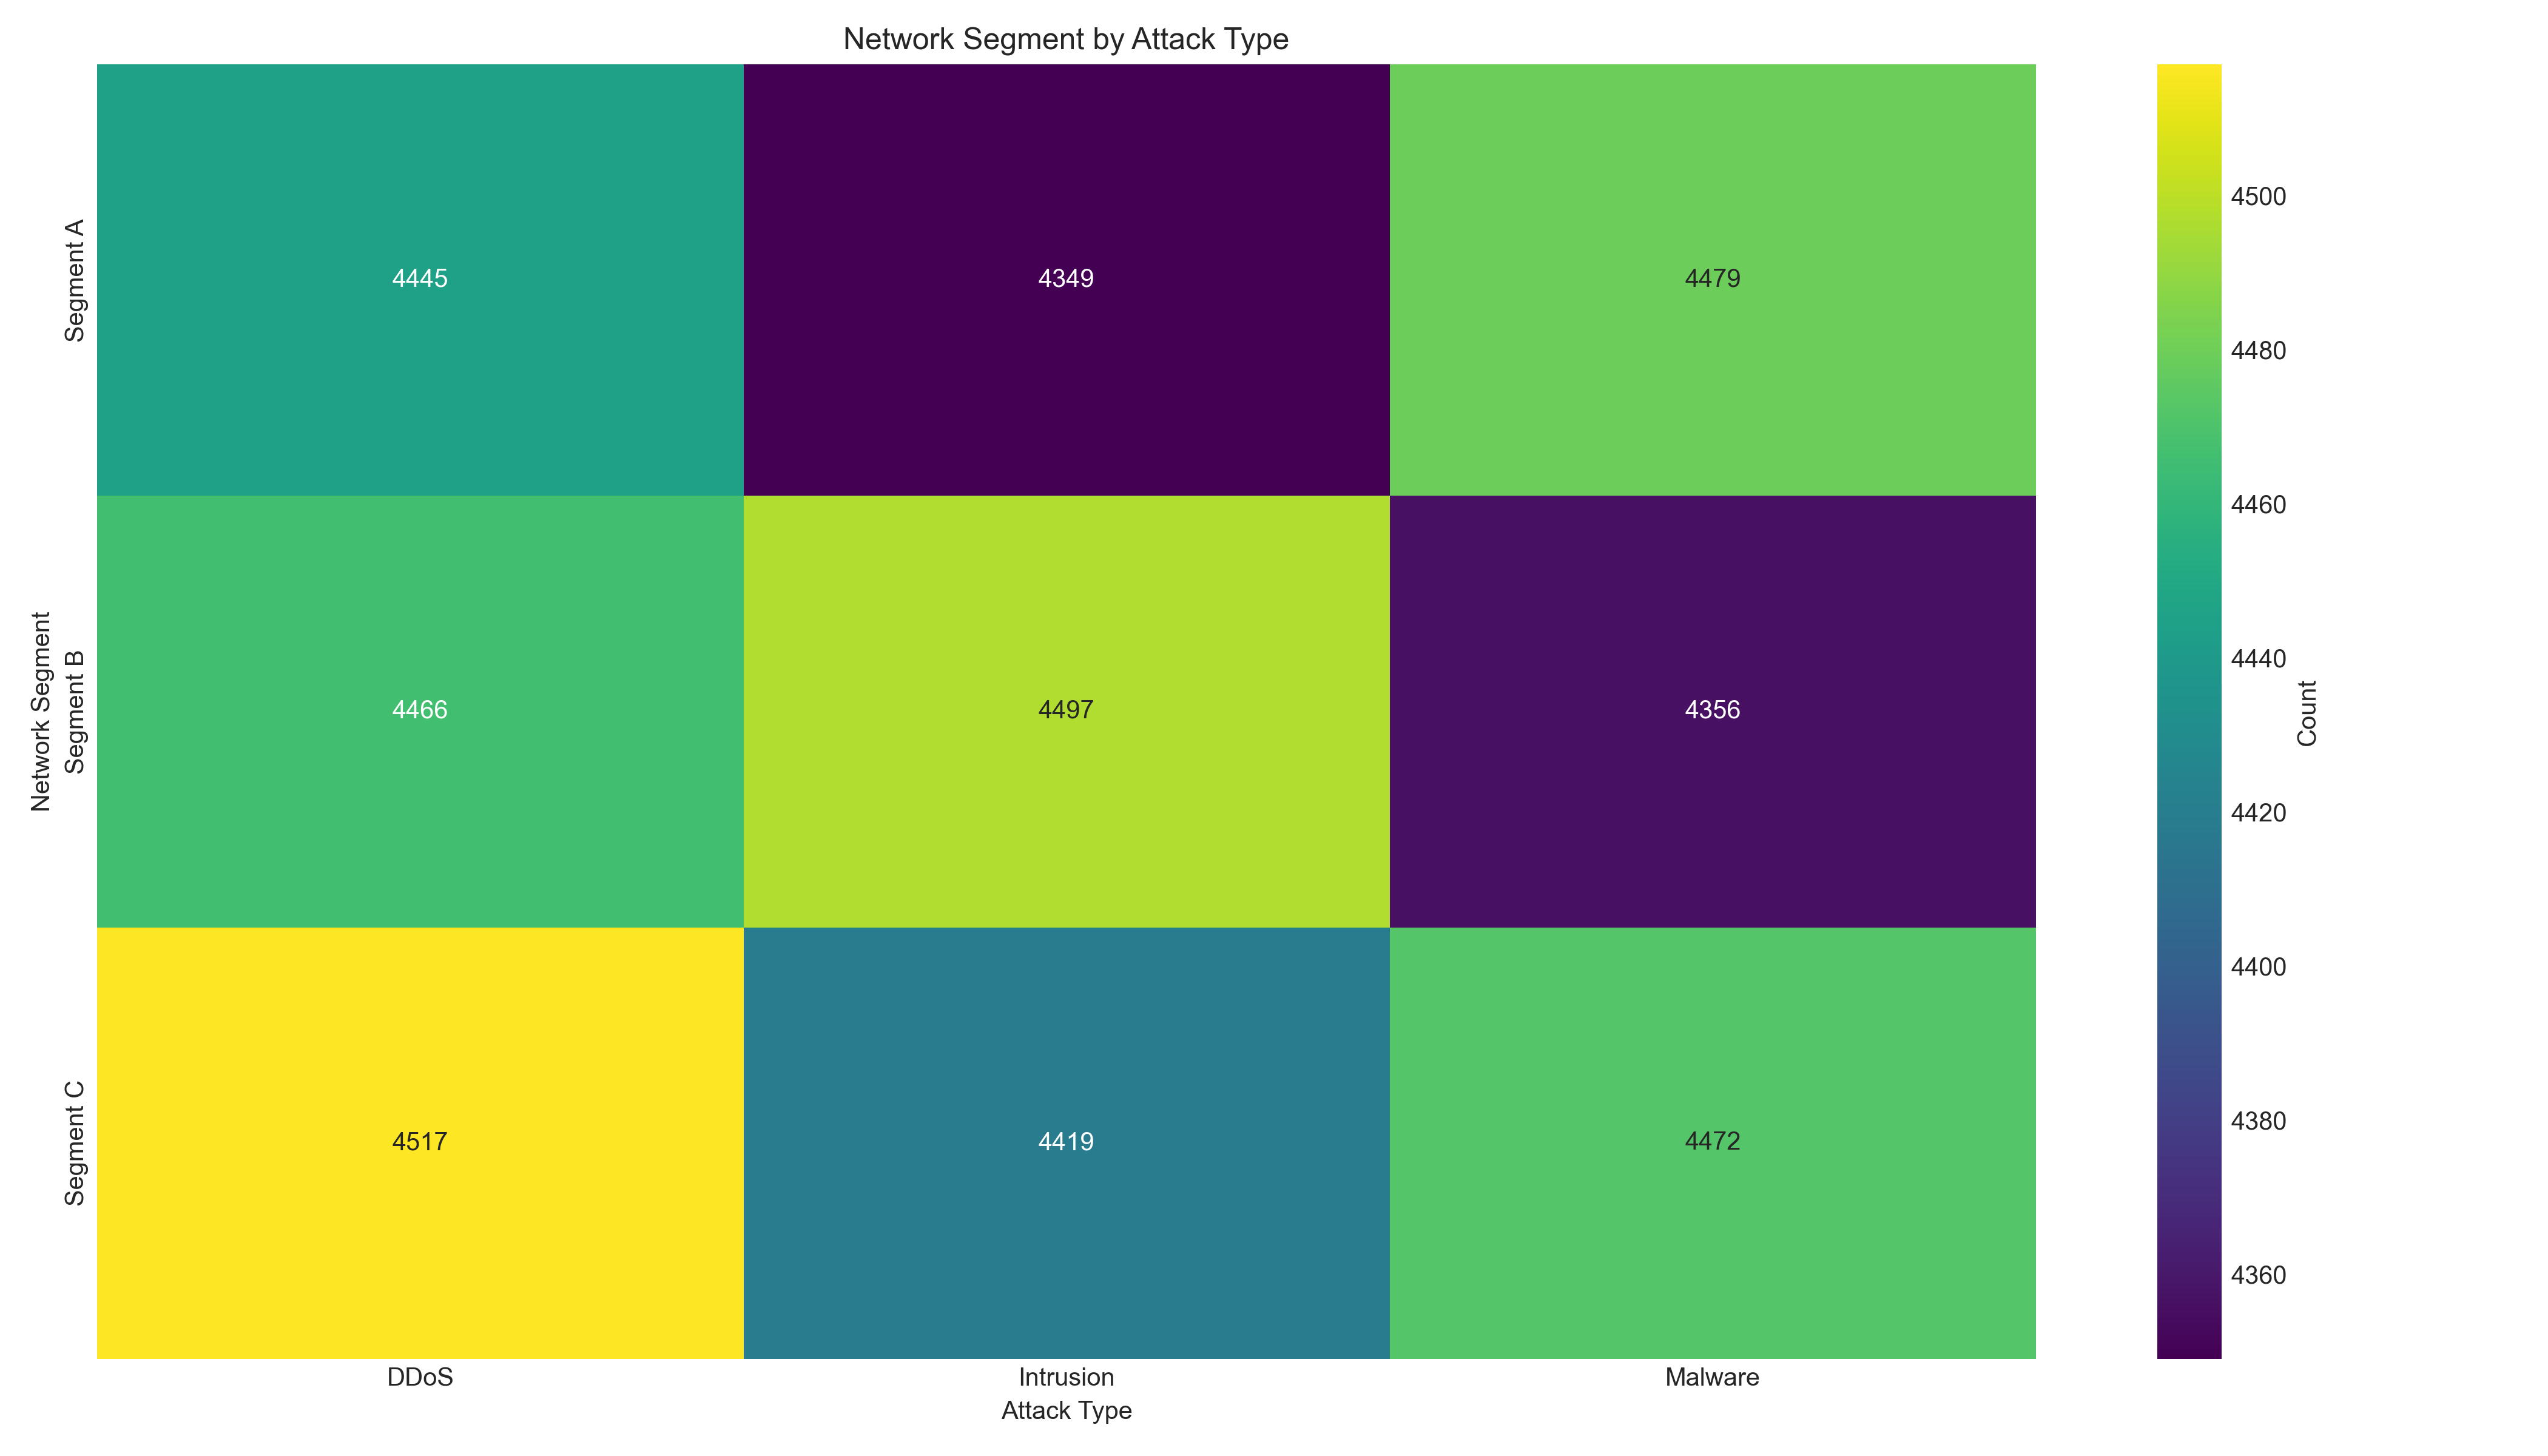 Network Segment by Attack Type
Network Segment
Segment A
4445
4349
4479
Segment B
4466
4497
4356
Segment C
4517
4419
4472
DDoS
Intrusion
Malware
Attack Type
4500
4480
4460
4440
4420
4400
4380
4360
Count